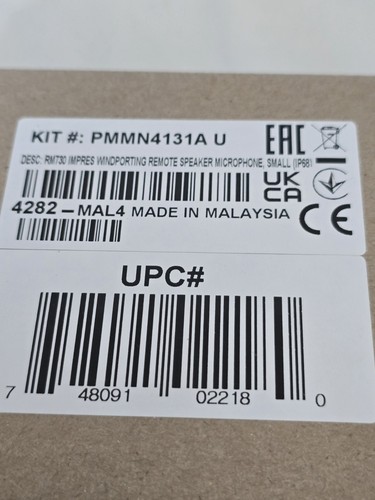 KIT #: PMMN4131A U
EAC
DESC: RM730 IMPRES WINDPORTING REMOTE SPEAKER MICROPHONE, SMALL (IP68)
UK
CA
4282-MAL4 MADE IN MALAYSIA
CE
UPC#
7 48091 02218 0